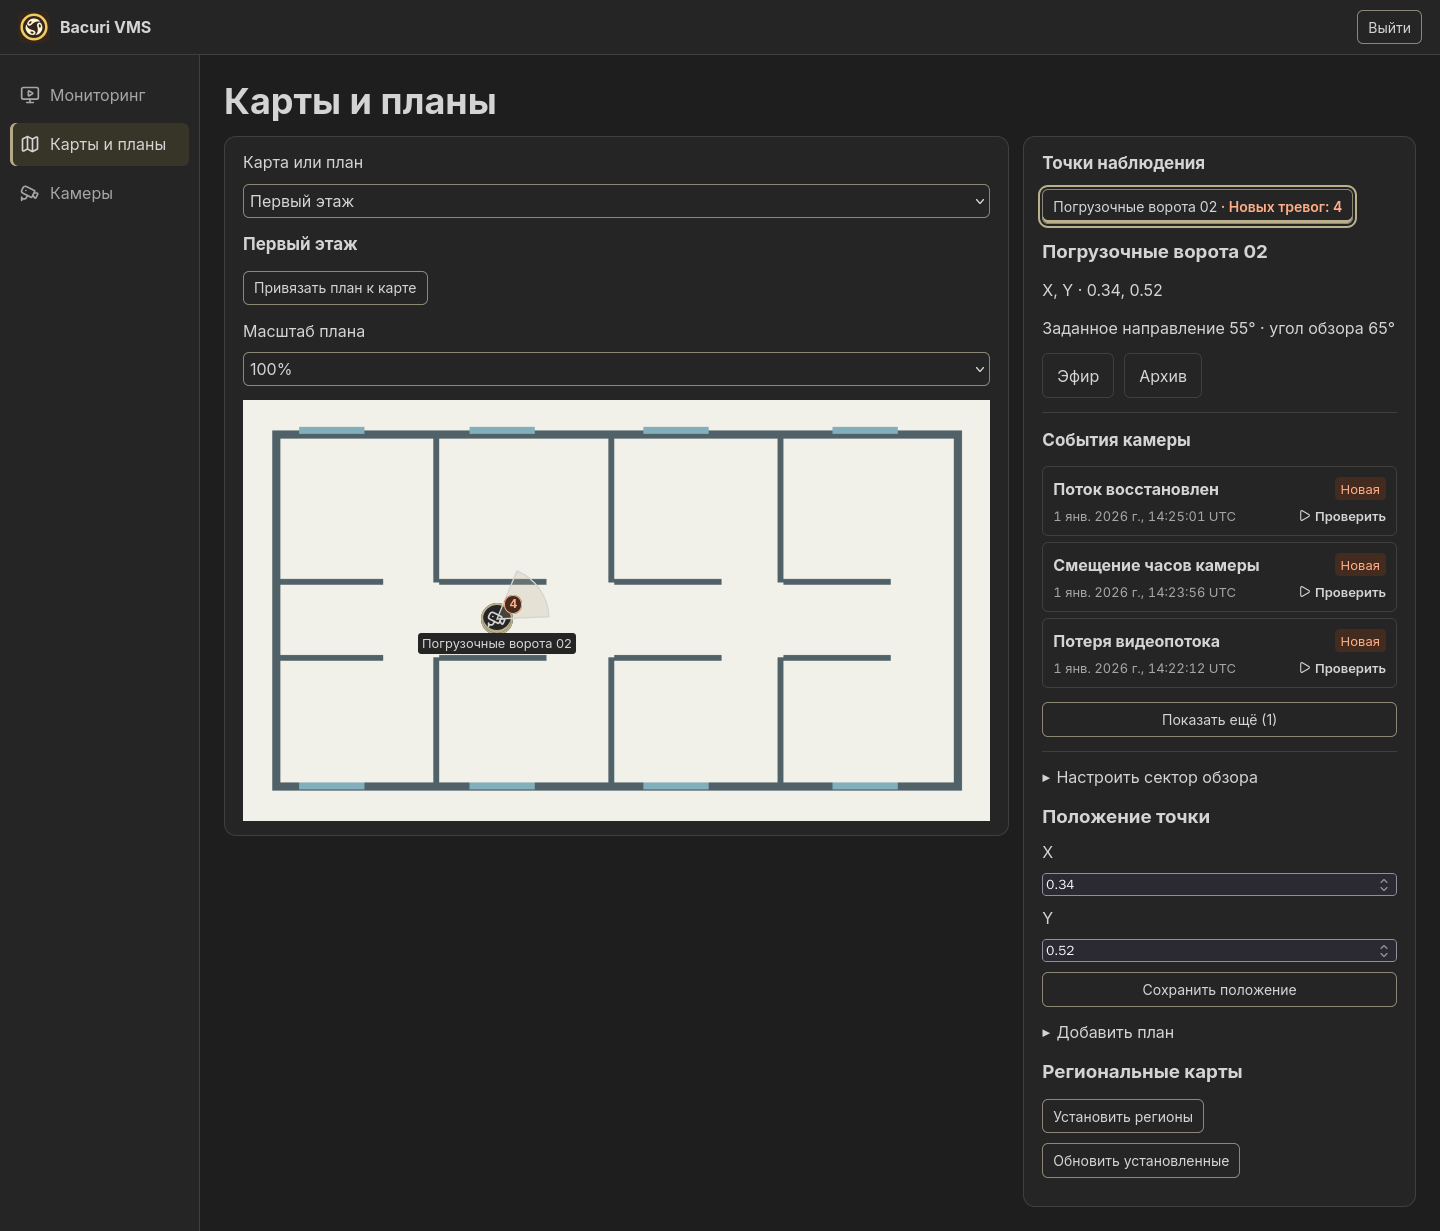 Bacuri VMS
Выйти
Мониторинг
Карты и планы
Камеры
Карты и планы
Карта или план
Первый этаж
Первый этаж
Привязать план к карте
Масштаб плана
100%
4
Погрузочные ворота 02
Точки наблюдения
Погрузочные ворота 02 · Новых тревог: 4
Погрузочные ворота 02
X, Y · 0.34, 0.52
Заданное направление 55° · угол обзора 65°
Эфир
Архив
События камеры
Поток восстановлен
Новая
1 янв. 2026 г., 14:25:01 UTC
Проверить
Смещение часов камеры
Новая
1 янв. 2026 г., 14:23:56 UTC
Проверить
Потеря видеопотока
Новая
1 янв. 2026 г., 14:22:12 UTC
Проверить
Показать ещё (1)
Настроить сектор обзора
Положение точки
X
0.34
Y
0.52
Сохранить положение
Добавить план
Региональные карты
Установить регионы
Обновить установленные